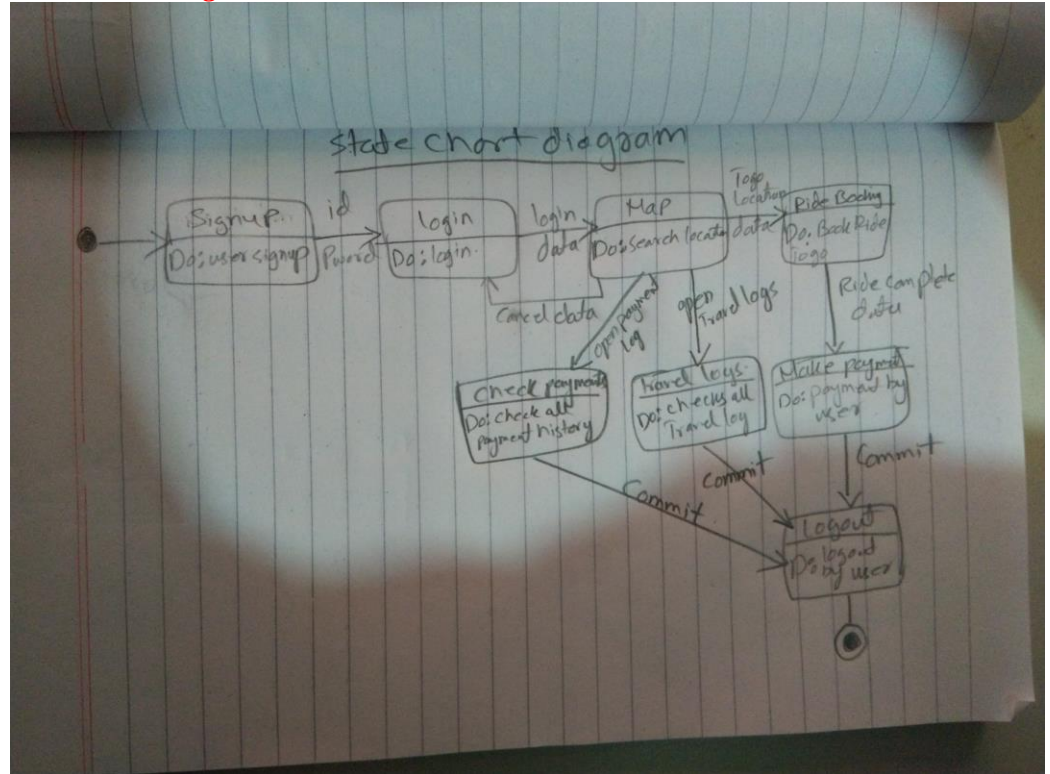 state chart diagram
Signup
Do: user signup
id
Pword
login
Do: login.
login
data
Map
Do: search locatn
Togo
Location
data
Ride Booking
Do: Book Ride
Togo
Cancel data
open payment
log
open
Travel logs
Ride complete
data
Check payments
Do: check all
payment history
travel logs.
Do: checks all
Travel log
Make payment
Do: payment by
user
Commit
Commit
Commit
Logout
Do: logout
by user